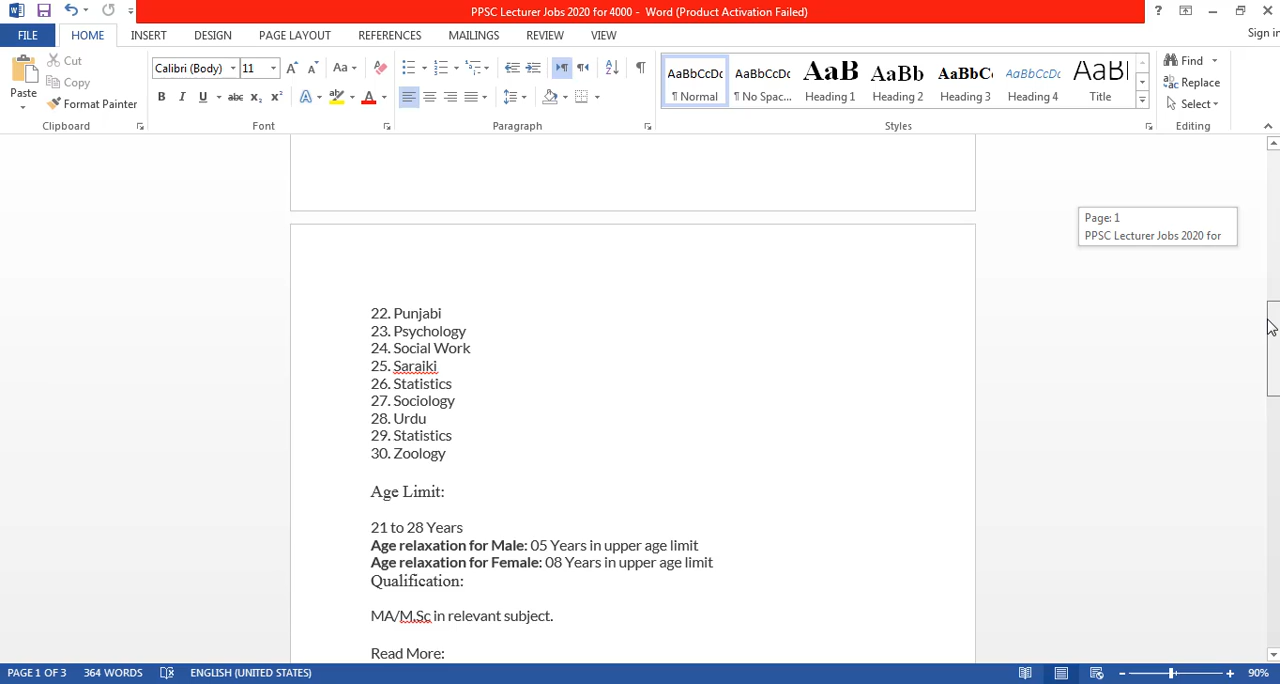 PPSC Lecturer Jobs 2020 for 4000 - Word (Product Activation Failed)
FILE HOME INSERT DESIGN PAGE LAYOUT REFERENCES MAILINGS REVIEW VIEW Sign in
Paste
Cut
Copy
Format Painter
Clipboard
Calibri (Body) 11
Font
Paragraph
AaBbCcDc AaBbCcDc AaB AaBb AaBbC AaBbCcDc AaBl
¶ Normal ¶ No Spac... Heading 1 Heading 2 Heading 3 Heading 4 Title
Styles
Find
Replace
Select
Editing
Page: 1
PPSC Lecturer Jobs 2020 for
22. Punjabi
23. Psychology
24. Social Work
25. Saraiki
26. Statistics
27. Sociology
28. Urdu
29. Statistics
30. Zoology
Age Limit:
21 to 28 Years
Age relaxation for Male: 05 Years in upper age limit
Age relaxation for Female: 08 Years in upper age limit
Qualification:
MA/M.Sc in relevant subject.
Read More:
PAGE 1 OF 3 364 WORDS ENGLISH (UNITED STATES) 90%